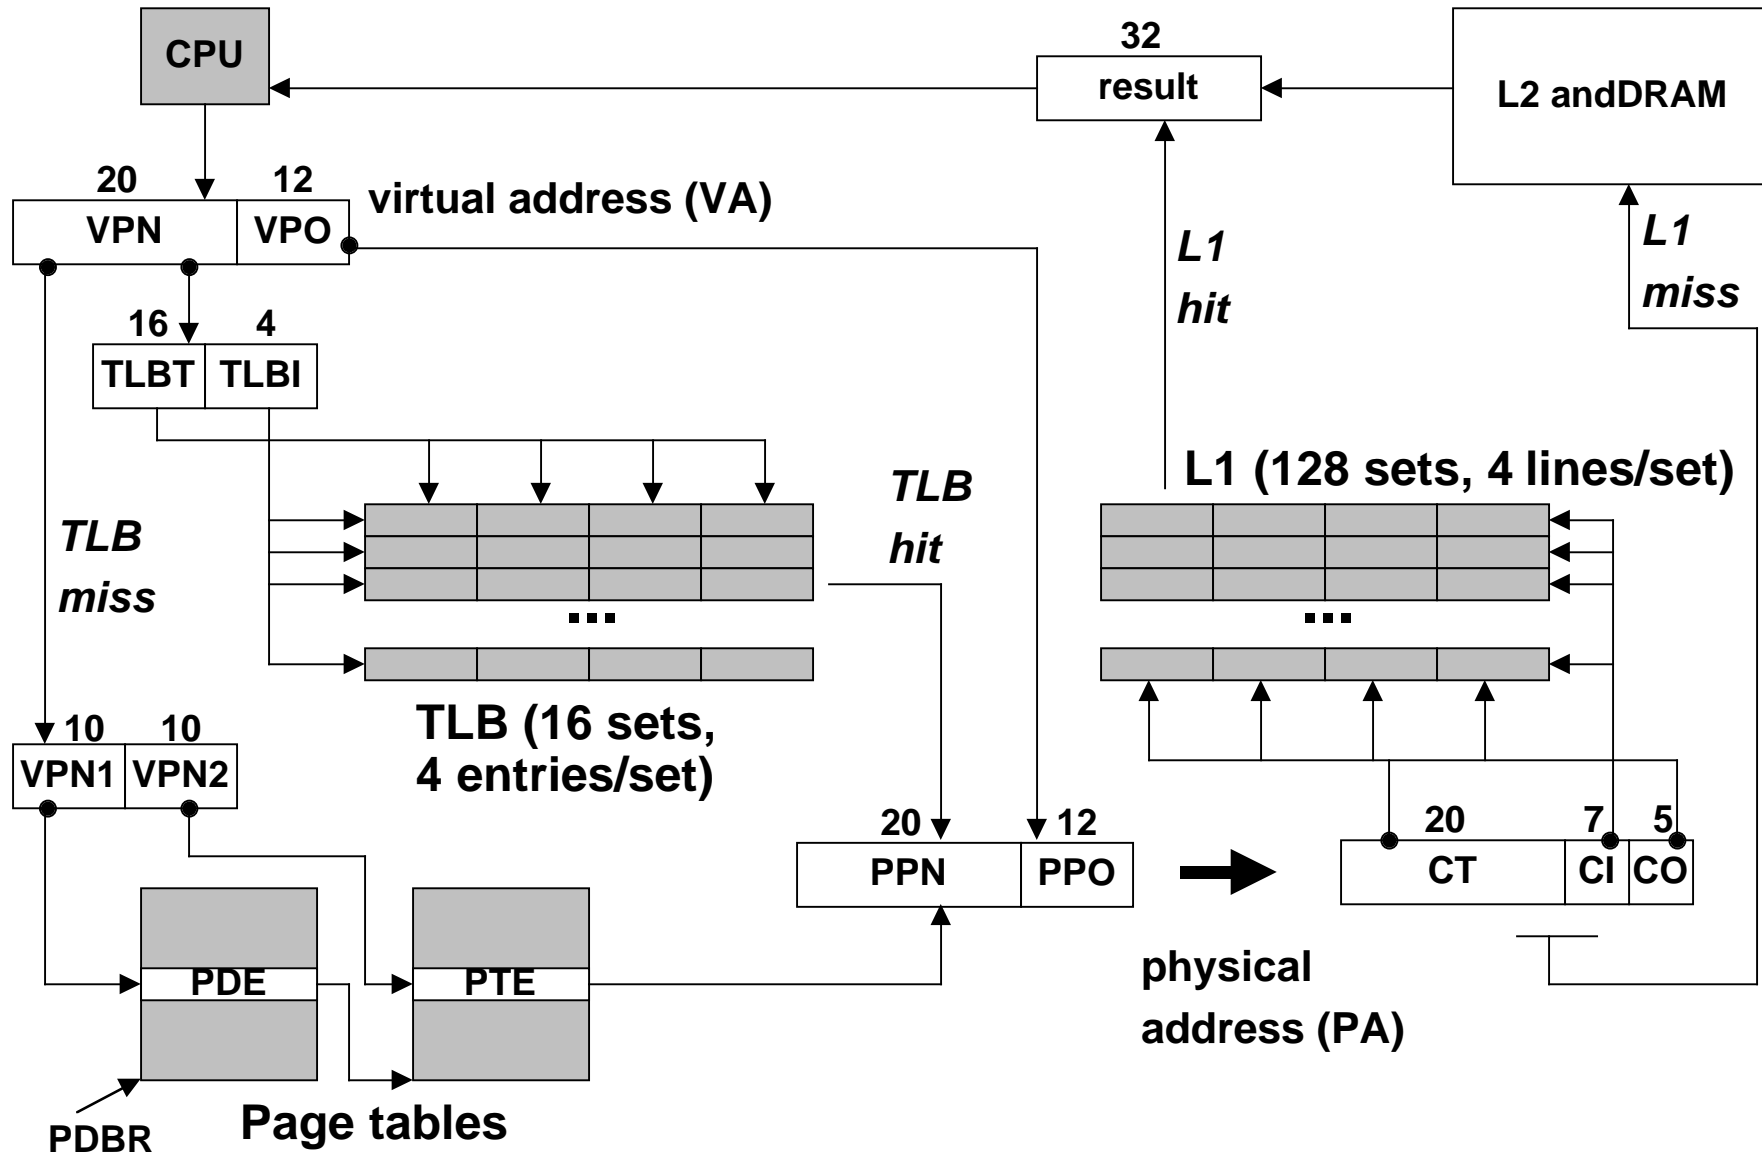 CPU
32
result
L2 andDRAM
20
12
VPN
VPO
virtual address (VA)
L1
hit
L1
miss
16
4
TLBT
TLBI
TLB
miss
TLB
hit
L1 (128 sets, 4 lines/set)
...
...
TLB (16 sets,
4 entries/set)
10
10
VPN1
VPN2
20
12
PPN
PPO
20
7
5
CT
CI
CO
PDE
PTE
physical
address (PA)
PDBR
Page tables